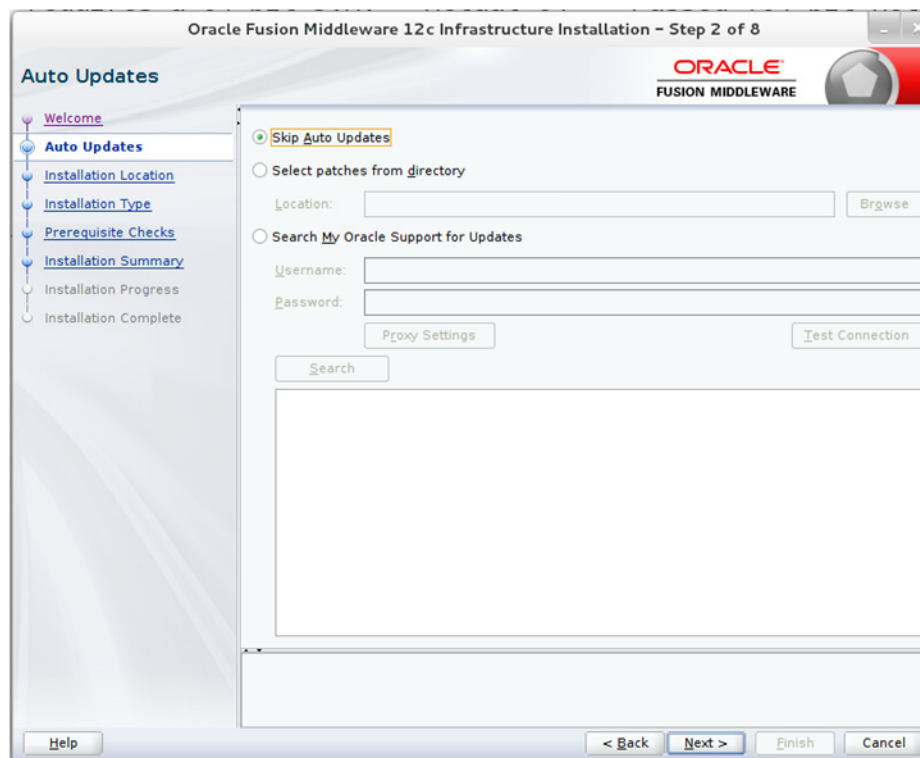 Oracle Fusion Middleware 12c Infrastructure Installation – Step 2 of 8
Auto Updates
ORACLE
FUSION MIDDLEWARE
Welcome
Auto Updates
Installation Location
Installation Type
Prerequisite Checks
Installation Summary
Installation Progress
Installation Complete
Skip Auto Updates
Select patches from directory
Location:
Browse
Search My Oracle Support for Updates
Username:
Password:
Proxy Settings
Test Connection
Search
Help
< Back
Next >
Finish
Cancel